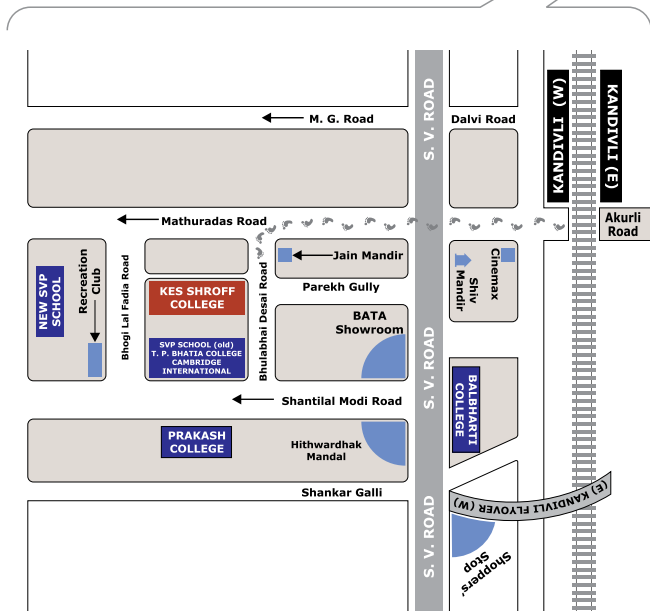 S. V. ROAD
KANDIVLI (W)
KANDIVLI (E)
M. G. Road
Dalvi Road
Mathuradas Road
Akurli
Road
NEW SVP
SCHOOL
Recreation
Club
Bhogi Lal Fadia Road
KES SHROFF
COLLEGE
SVP SCHOOL (old)
T. P. BHATIA COLLEGE
CAMBRIDGE
INTERNATIONAL
Bhulabhai Desai Road
Jain Mandir
Parekh Gully
BATA
Showroom
S. V. ROAD
Shiv
Mandir
Cinemax
BALBHARTI
COLLEGE
Shantilal Modi Road
PRAKASH
COLLEGE
Hithwardhak
Mandal
Shankar Galli
S. V. ROAD
(E) KANDIVLI FLYOVER (W)
Shoppers'
Stop